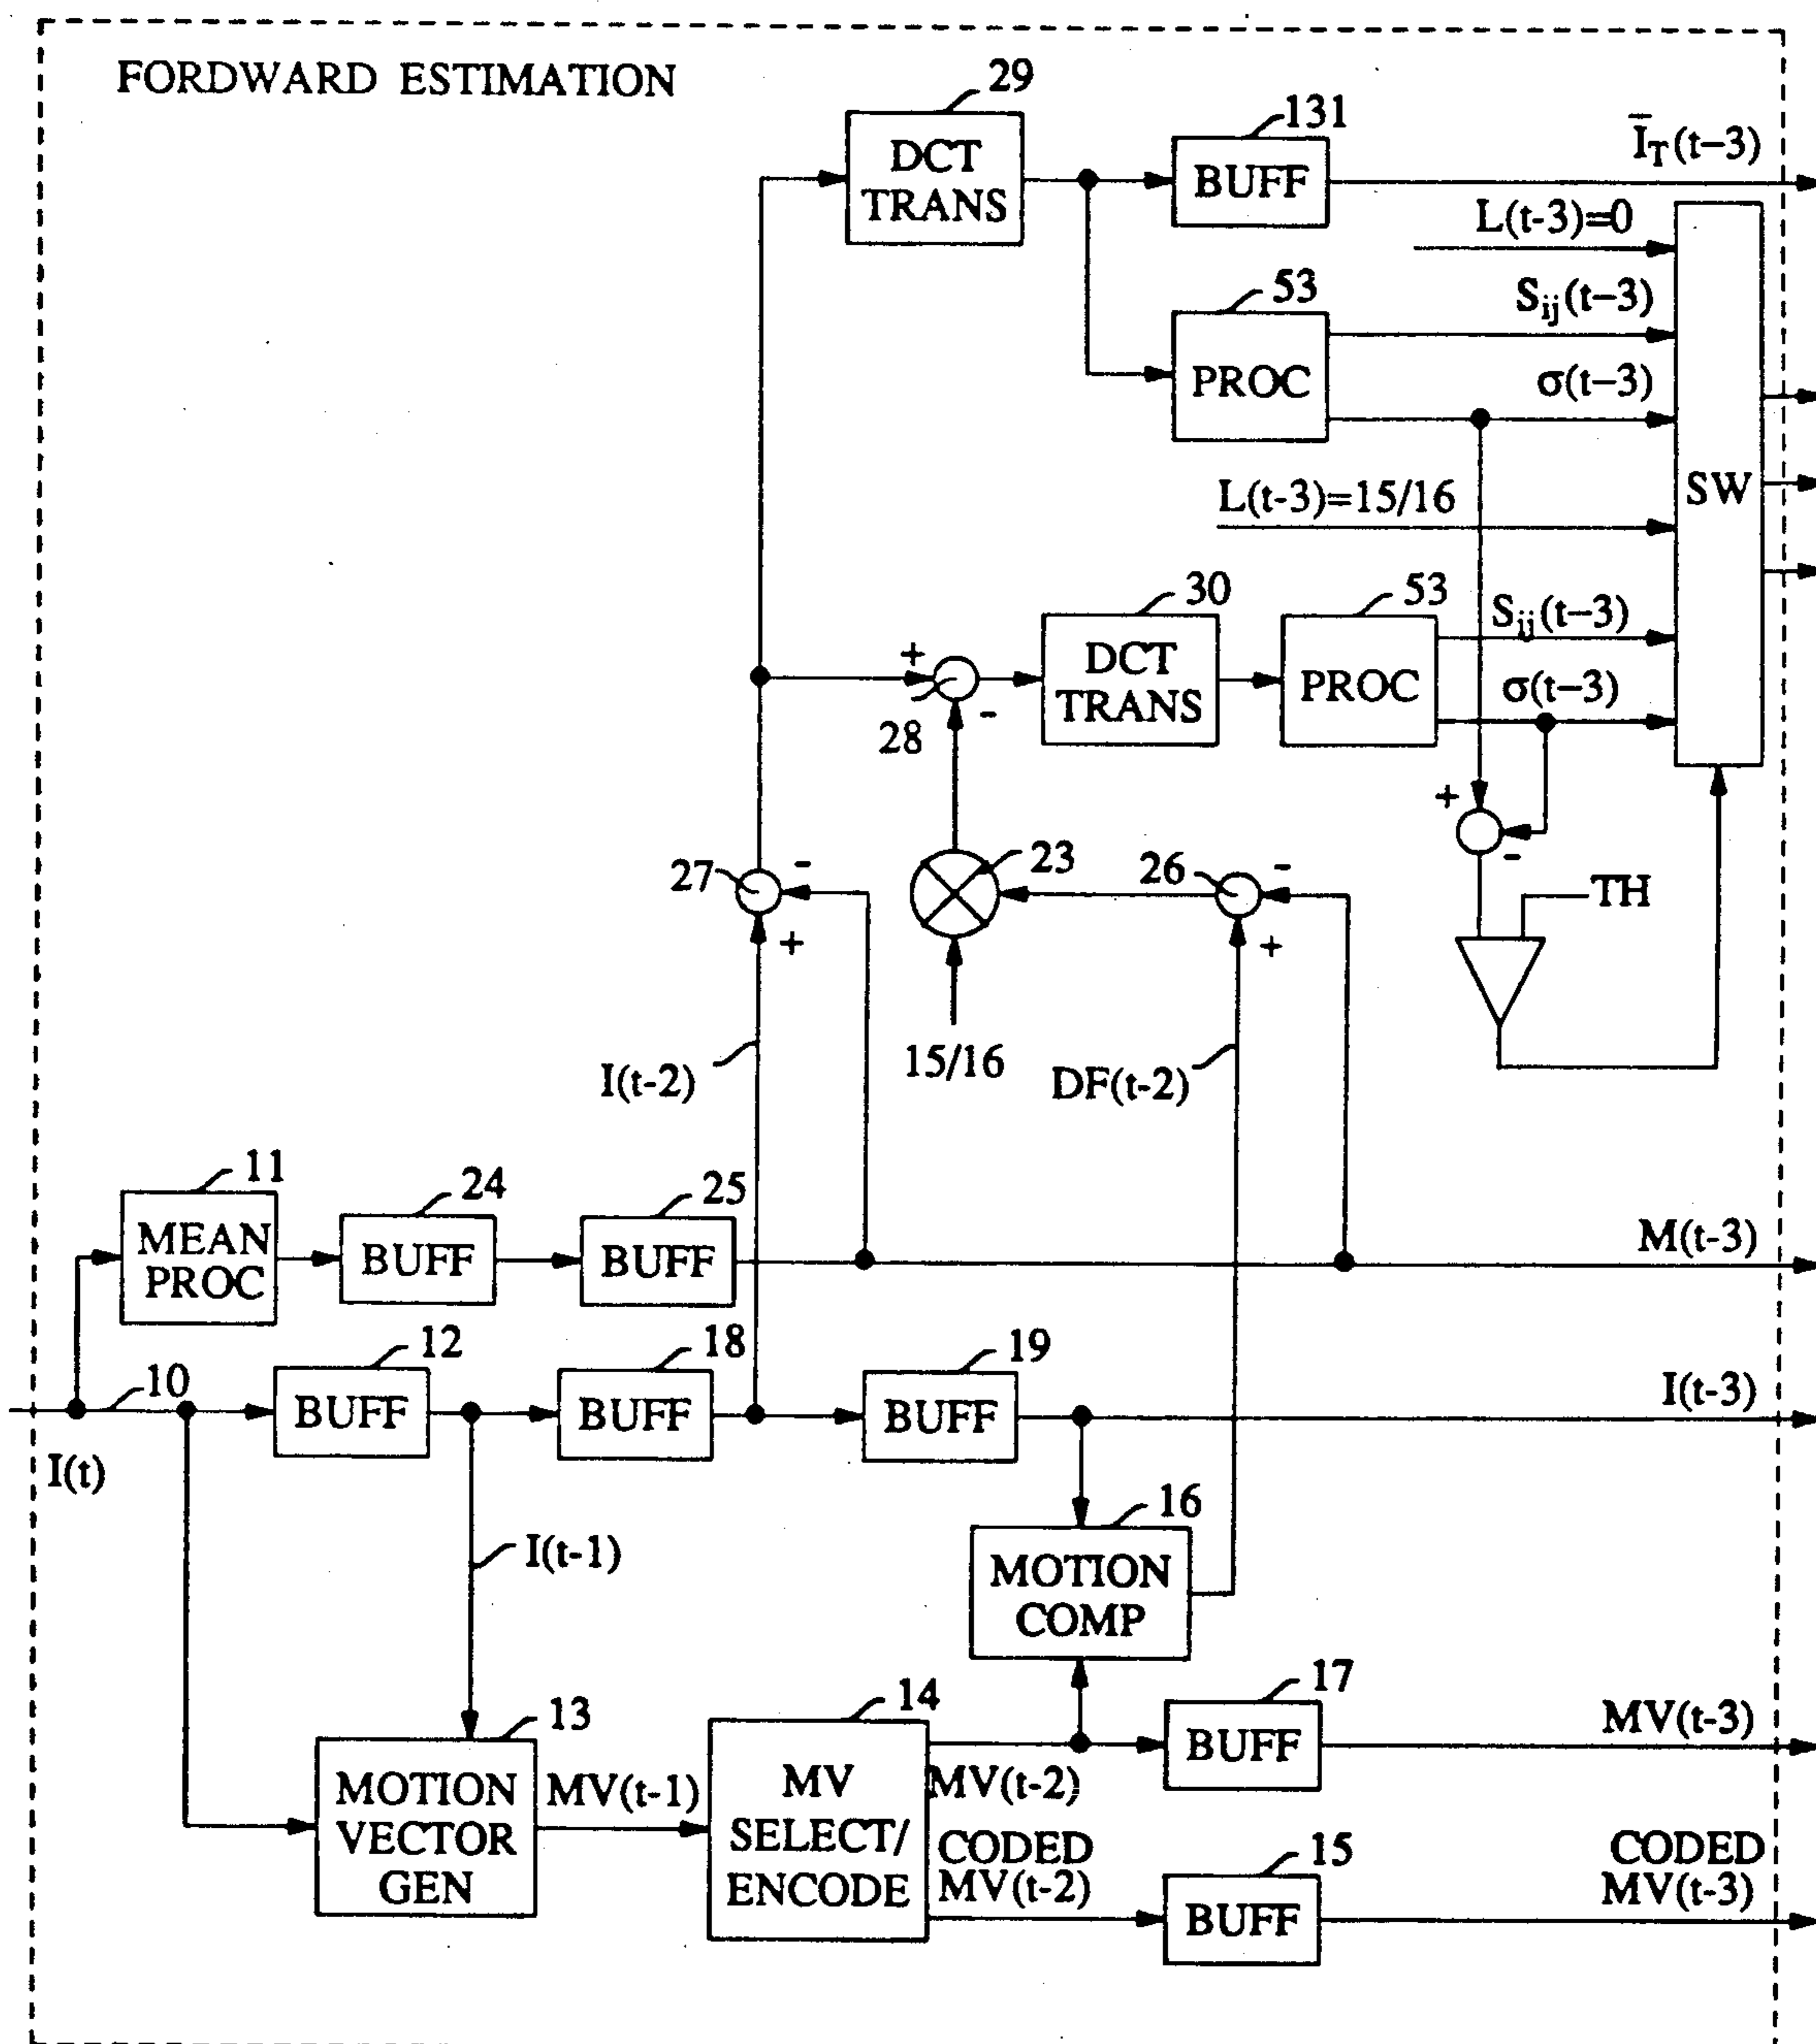 FORDWARD ESTIMATION
29
DCT
TRANS
131
BUFF
Ī_T(t–3)
L(t-3)=0
53
PROC
S_ij(t–3)
σ(t–3)
SW
L(t-3)=15/16
30
DCT
TRANS
53
PROC
S_ij(t–3)
σ(t–3)
+
28
-
+
-
27
-
+
23
26
-
+
TH
15/16
I(t-2)
DF(t-2)
11
MEAN
PROC
24
BUFF
25
BUFF
M(t-3)
10
12
BUFF
18
BUFF
19
BUFF
I(t-3)
I(t)
I(t-1)
16
MOTION
COMP
13
MOTION
VECTOR
GEN
MV(t-1)
14
MV
SELECT/
ENCODE
MV(t-2)
17
BUFF
MV(t-3)
CODED
MV(t-2)
15
BUFF
CODED
MV(t-3)